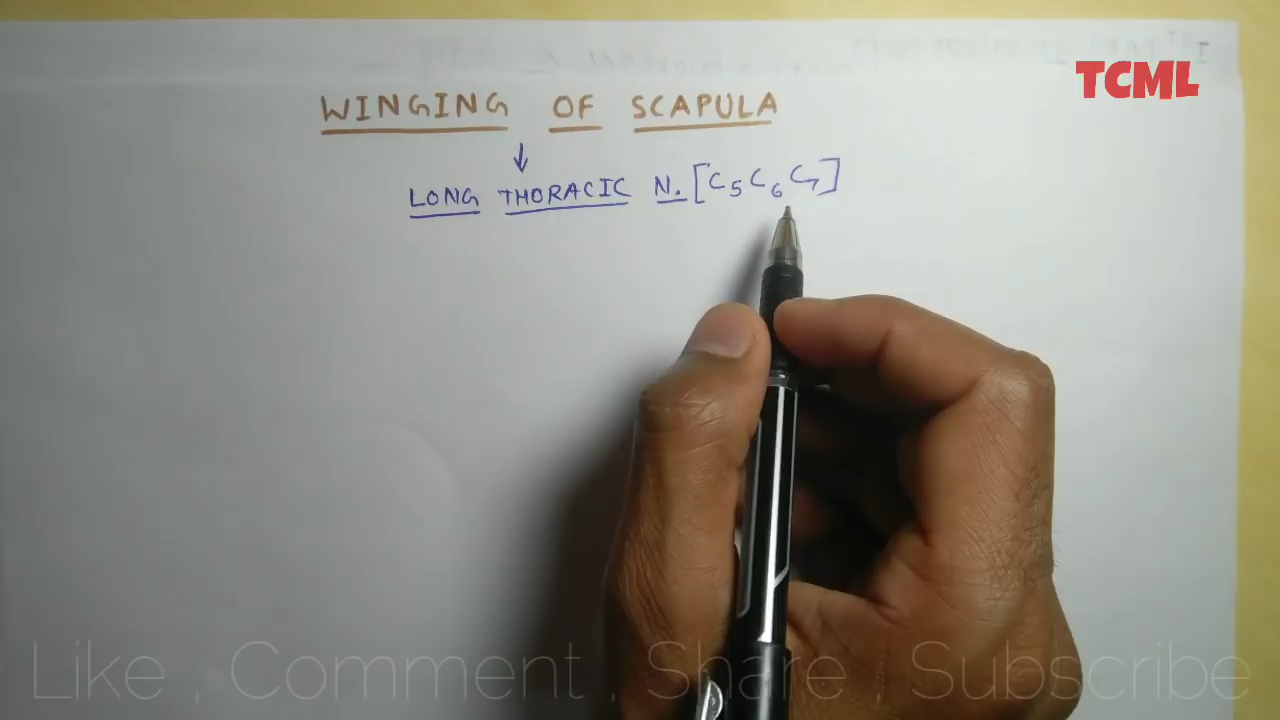 TCML
WINGING OF SCAPULA
↓
LONG THORACIC N. [C5 C6 C7]
Like , Comment , Share , Subscribe